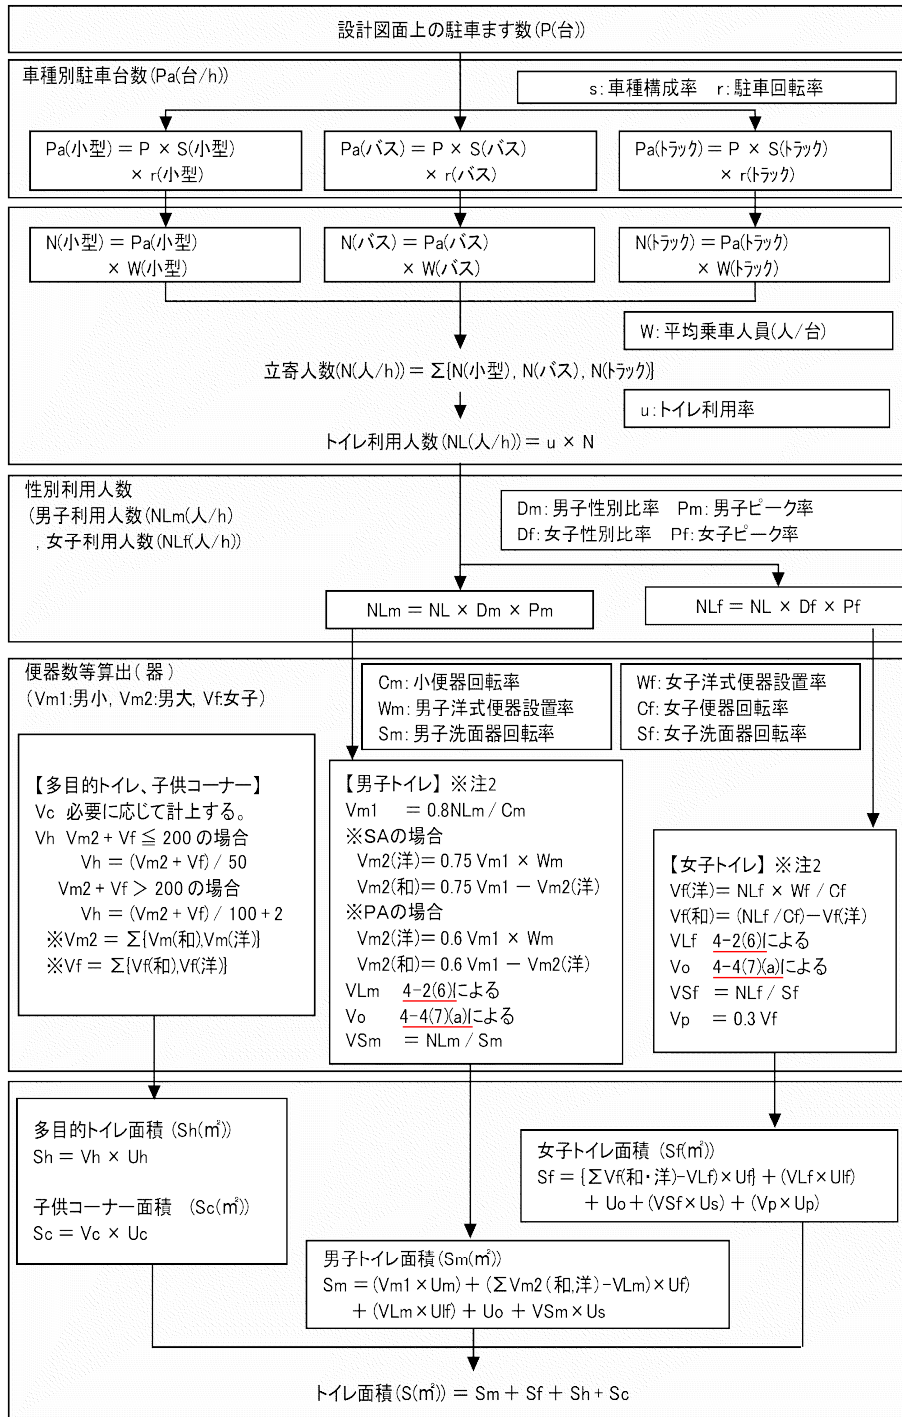 設計図面上の駐車ます数(P(台))
車種別駐車台数(Pa(台/h))
s:車種構成率 r:駐車回転率
Pa(小型)=P × S(小型)
× r(小型)
Pa(バス)=P × S(バス)
× r(バス)
Pa(ﾄﾗｯｸ)=P × S(ﾄﾗｯｸ)
× r(ﾄﾗｯｸ)
N(小型)=Pa(小型)
× W(小型)
N(バス)=Pa(バス)
× W(バス)
N(ﾄﾗｯｸ)=Pa(ﾄﾗｯｸ)
× W(ﾄﾗｯｸ)
W:平均乗車人員(人/台)
立寄人数(N(人/h))=Σ{N(小型),N(バス),N(ﾄﾗｯｸ)}
u:トイレ利用率
トイレ利用人数(NL(人/h))=u × N
性別利用人数
(男子利用人数(NLm(人/h)
,女子利用人数(NLf(人/h))
Dm:男子性別比率 Pm:男子ピーク率
Df:女子性別比率 Pf:女子ピーク率
NLm = NL × Dm × Pm
NLf = NL × Df × Pf
便器数等算出(器)
(Vm1:男小, Vm2:男大, Vf:女子)
Cm:小便器回転率
Wm:男子洋式便器設置率
Sm:男子洗面器回転率
Wf:女子洋式便器設置率
Cf:女子便器回転率
Sf:女子洗面器回転率
【多目的トイレ、子供コーナー】
Vc 必要に応じて計上する。
Vh Vm2+Vf≦200の場合
Vh=(Vm2+Vf)/50
Vm2+Vf>200の場合
Vh=(Vm2+Vf)/100+2
※Vm2=Σ{Vm(和),Vm(洋)}
※Vf=Σ{Vf(和),Vf(洋)}
【男子トイレ】※注2
Vm1 =0.8NLm/Cm
※SAの場合
Vm2(洋)=0.75 Vm1 × Wm
Vm2(和)=0.75 Vm1 − Vm2(洋)
※PAの場合
Vm2(洋)=0.6 Vm1 × Wm
Vm2(和)=0.6 Vm1 − Vm2(洋)
VLm 4-2(6)による
Vo 4-4(7)(a)による
VSm =NLm/Sm
【女子トイレ】※注2
Vf(洋)=NLf × Wf/Cf
Vf(和)=(NLf/Cf)−Vf(洋)
VLf 4-2(6)による
Vo 4-4(7)(a)による
VSf =NLf/Sf
Vp =0.3 Vf
多目的トイレ面積(Sh(㎡))
Sh=Vh × Uh
子供コーナー面積 (Sc(㎡))
Sc=Vc × Uc
女子トイレ面積(Sf(㎡))
Sf={ΣVf(和・洋)-VLf)×Uf}+(VLf×Ulf)
+Uo+(VSf×Us)+(Vp×Up)
男子トイレ面積(Sm(㎡))
Sm=(Vm1×Um)+(ΣVm2(和,洋)-VLm)×Uf)
+(VLm×Ulf)+Uo+VSm×Us
トイレ面積(S(㎡))=Sm+Sf+Sh+Sc